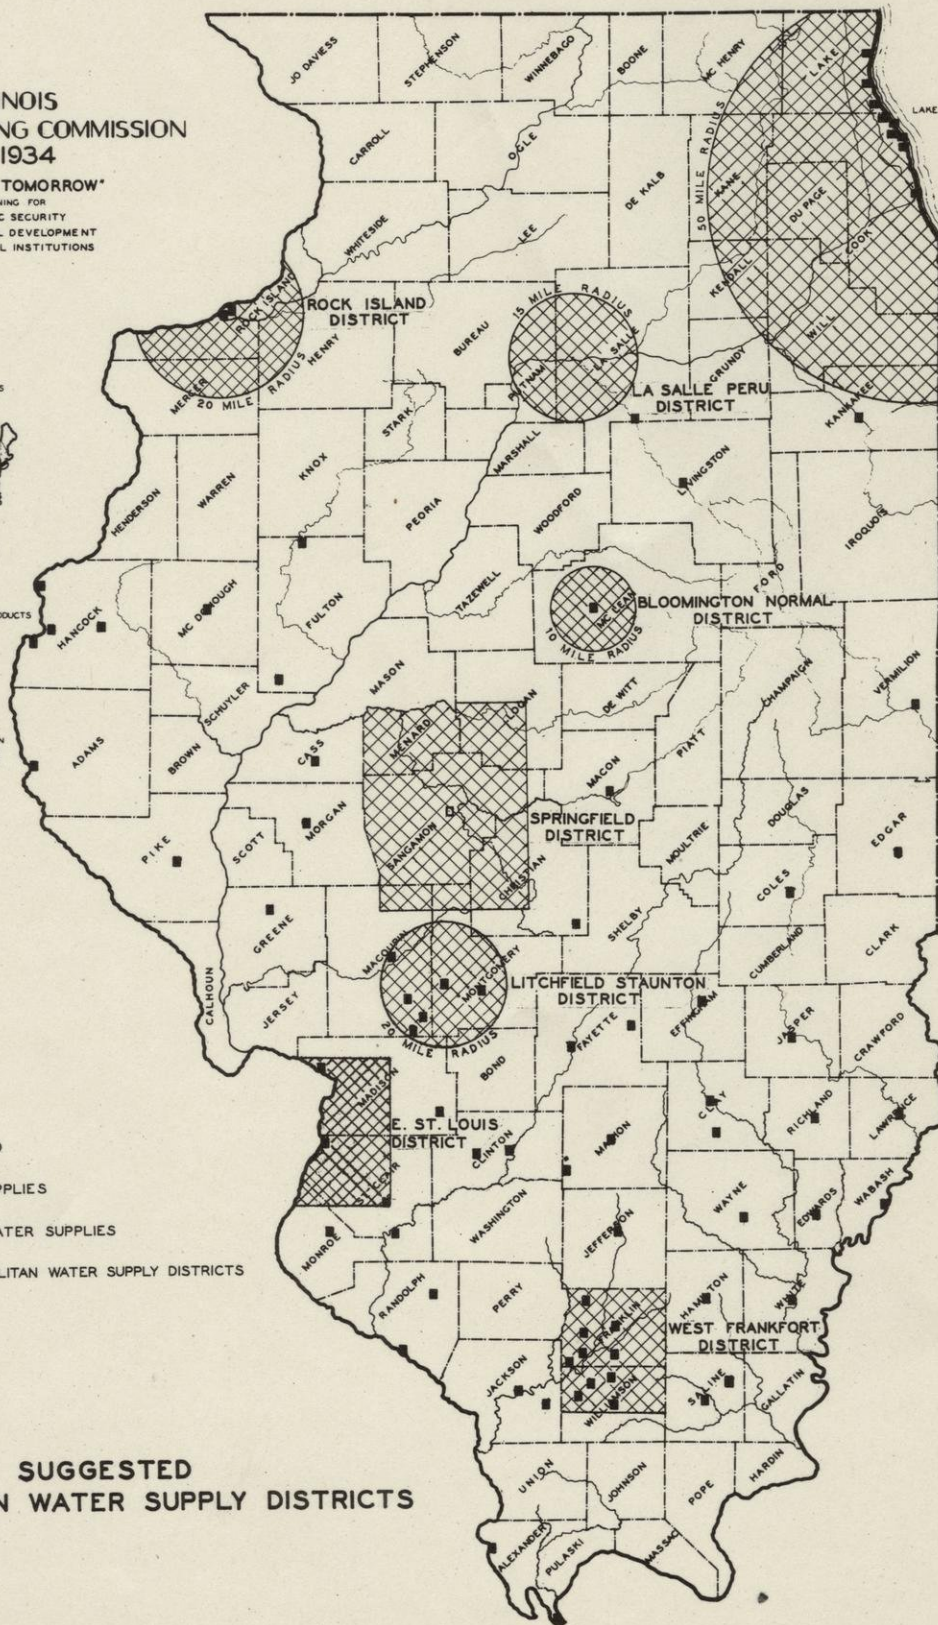 NOIS
NG COMMISSION
1934
TOMORROW"
NING FOR
C SECURITY
L DEVELOPMENT
L INSTITUTIONS
JO DAVIESS
STEPHENSON
WINNEBAGO
BOONE
MC HENRY
LAKE
LAKE
CARROLL
OGLE
DE KALB
50 MILE RADIUS
KANE
DU PAGE
COOK
WHITESIDE
LEE
KENDALL
WILL
ROCK ISLAND
ROCK ISLAND
DISTRICT
HENRY
MERCER
20 MILE RADIUS
BUREAU
15 MILE RADIUS
LA SALLE
PUTNAM
GRUNDY
LA SALLE PERU
DISTRICT
KANKAKEE
STARK
S
HENDERSON
WARREN
KNOX
PEORIA
MARSHALL
WOODFORD
LIVINGSTON
IROQUOIS
S
ODUCTS
HANCOCK
MC DONOUGH
FULTON
TAZEWELL
MC LEAN
10 MILE RADIUS
FORD
BLOOMINGTON NORMAL
DISTRICT
SCHUYLER
MASON
LOGAN
DE WITT
CHAMPAIGN
VERMILION
N
ADAMS
BROWN
CASS
MENARD
MACON
PIATT
PIKE
SCOTT
MORGAN
SANGAMON
CHRISTIAN
SPRINGFIELD
DISTRICT
MOULTRIE
DOUGLAS
EDGAR
COLES
GREENE
SHELBY
CUMBERLAND
CLARK
CALHOUN
JERSEY
MACOUPIN
MONTGOMERY
20 MILE RADIUS
LITCHFIELD STAUNTON
DISTRICT
FAYETTE
EFFINGHAM
JASPER
CRAWFORD
BOND
MADISON
E. ST. LOUIS
DISTRICT
ST. CLAIR
CLINTON
MARION
CLAY
RICHLAND
LAWRENCE
PPLIES
ATER SUPPLIES
LITAN WATER SUPPLY DISTRICTS
MONROE
WASHINGTON
JEFFERSON
WAYNE
EDWARDS
WABASH
RANDOLPH
PERRY
FRANKLIN
HAMILTON
WHITE
WEST FRANKFORT
DISTRICT
JACKSON
WILLIAMSON
SALINE
GALLATIN
SUGGESTED
N WATER SUPPLY DISTRICTS
UNION
JOHNSON
POPE
HARDIN
ALEXANDER
PULASKI
MASSAC